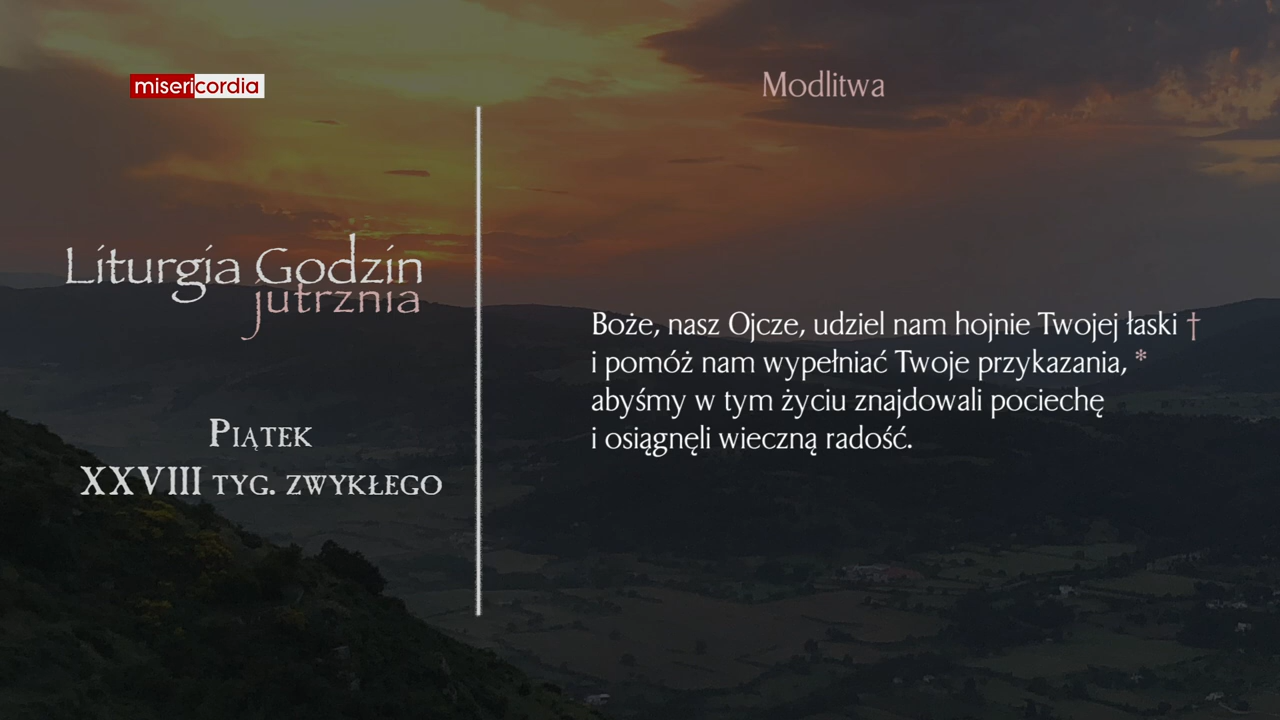 misericordia
Modlitwa
Liturgia Godzin
jutrznia
Piątek
XXVIII tyg. zwykłego
Boże, nasz Ojcze, udziel nam hojnie Twojej łaski †
i pomóż nam wypełniać Twoje przykazania, *
abyśmy w tym życiu znajdowali pociechę
i osiągnęli wieczną radość.